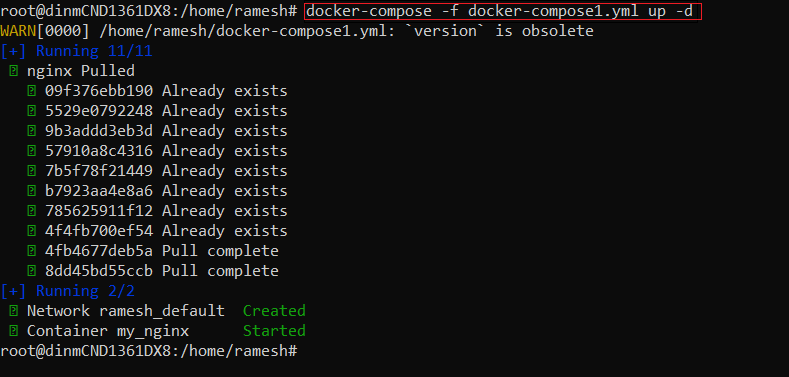 root@dinmCND1361DX8:/home/ramesh# docker-compose -f docker-compose1.yml up -d
WARN[0000] /home/ramesh/docker-compose1.yml: `version` is obsolete
[+] Running 11/11
nginx Pulled
09f376ebb190 Already exists
5529e0792248 Already exists
9b3addd3eb3d Already exists
57910a8c4316 Already exists
7b5f78f21449 Already exists
b7923aa4e8a6 Already exists
785625911f12 Already exists
4f4fb700ef54 Already exists
4fb4677deb5a Pull complete
8dd45bd55ccb Pull complete
[+] Running 2/2
Network ramesh_default  Created
Container my_nginx      Started
root@dinmCND1361DX8:/home/ramesh#